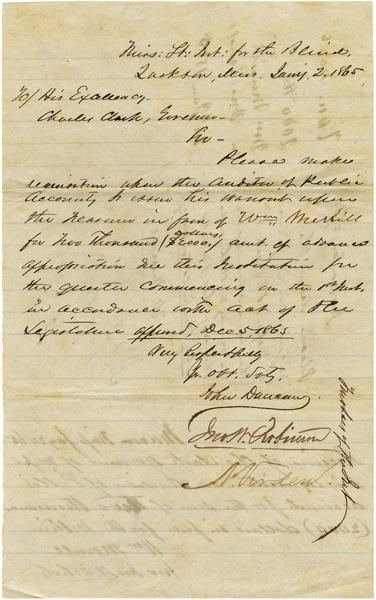 Miss: St: Inst: for the Blind,
Jackson, Miss. Jany 2, 1865
To/ His Excellency,
Charles Clark, Governor—
Sir—
Please make
requisition upon the Auditor of Public
Accounts to issue his warrant upon
the Treasurer in favor of Wm Merrill
for Two Thousand dollars ($2000.) amt. of advance
appropriation due this Institution for
the quarter commencing on the 1st Inst,
in accordance with act of the
Legislature approved, Dec 5, 1863
Very Respectfully
Yr. Obt. Svts.
John Duncan
Jno. W. Robinson
Trustees of the Inst